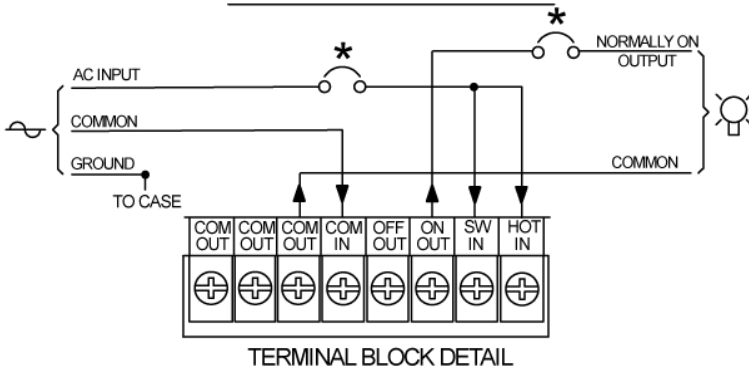 *
*
NORMALLY ON
OUTPUT
AC INPUT
COMMON
GROUND
COMMON
TO CASE
COM OUT
COM OUT
COM OUT
COM IN
OFF OUT
ON OUT
SW IN
HOT IN
TERMINAL BLOCK DETAIL